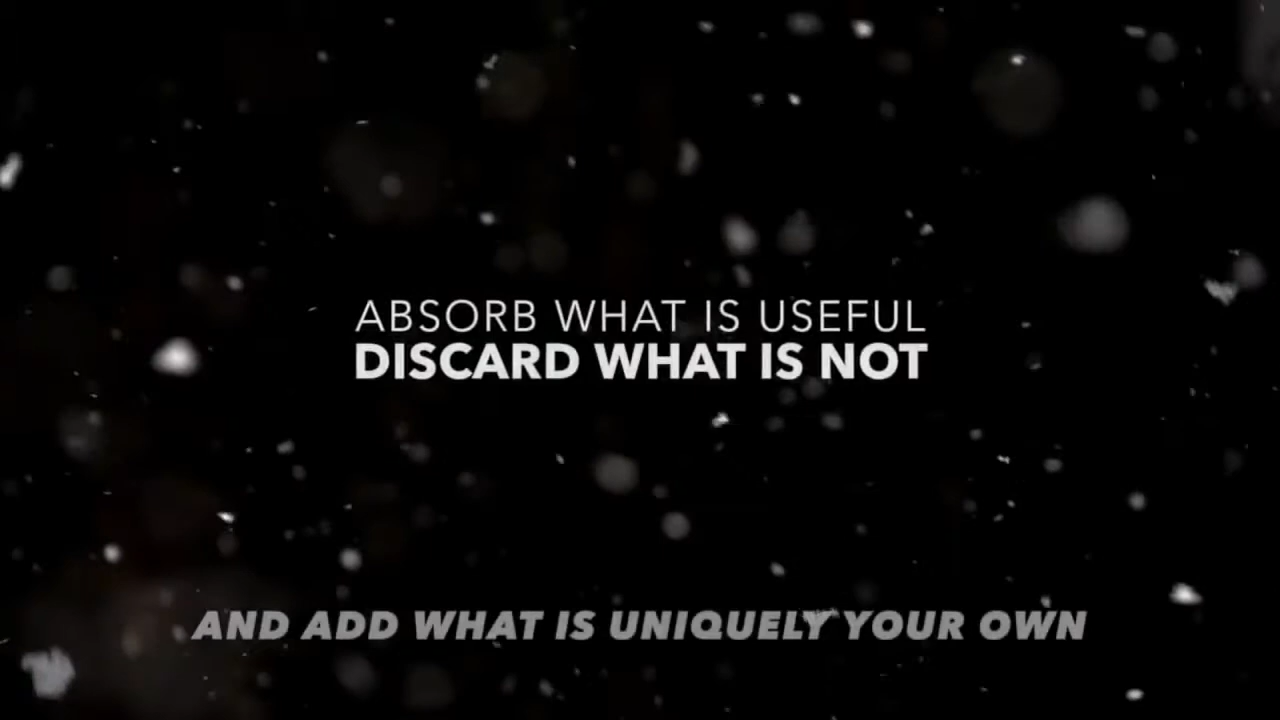 ABSORB WHAT IS USEFUL
DISCARD WHAT IS NOT
AND ADD WHAT IS UNIQUELY YOUR OWN